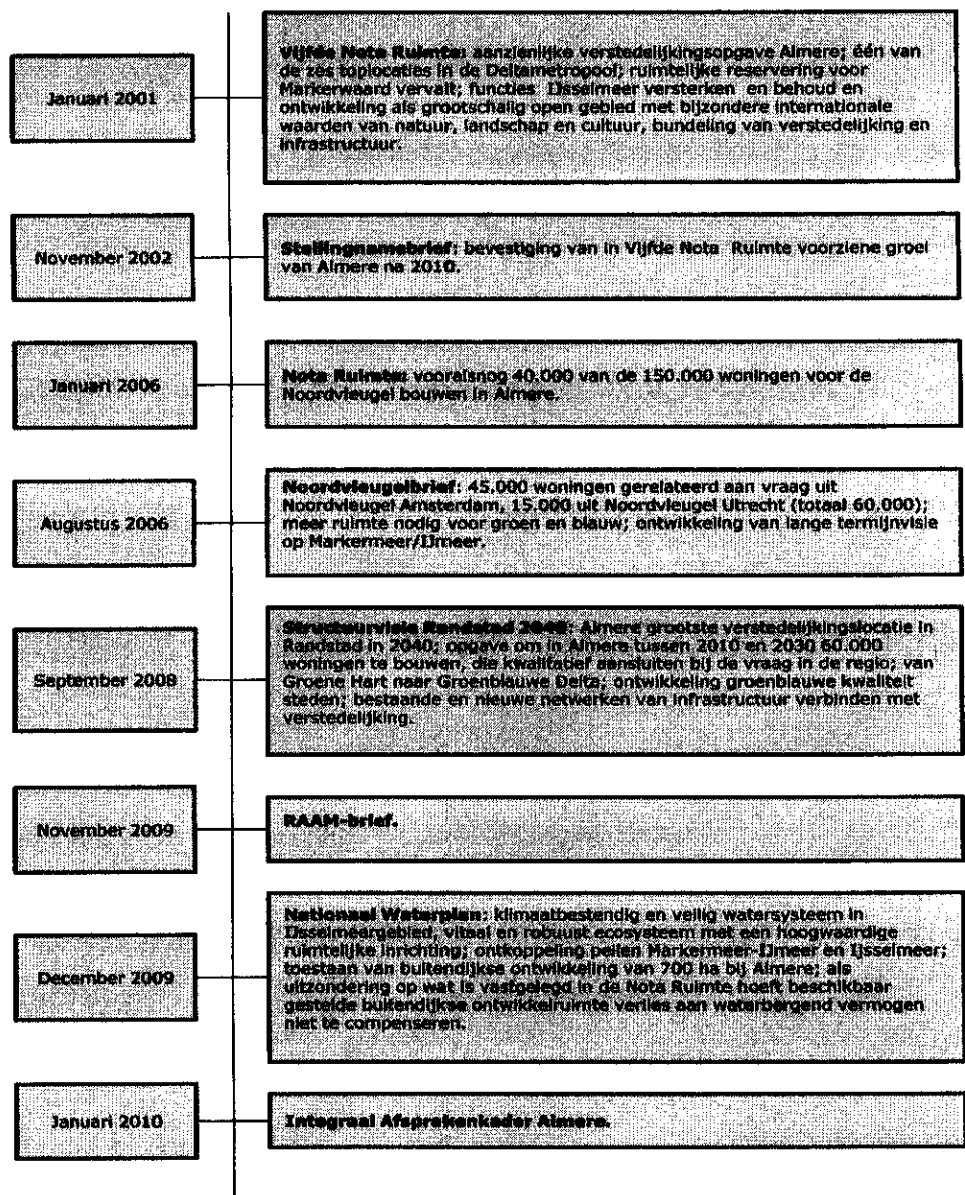 Januari 2001
Vijfde Nota Ruimte: aanzienlijke verstedelijkingsopgave Almere; één van
de zes toplocaties in de Deltametropool; ruimtelijke reservering voor
Markerwaard vervalt; functies IJsselmeer versterken en behoud en
ontwikkeling als grootschalig open gebied met bijzondere internationale
waarden van natuur, landschap en cultuur, bundeling van verstedelijking en
infrastructuur.
November 2002
Stellingnamebrief: bevestiging van in Vijfde Nota Ruimte voorziene groei
van Almere na 2010.
Januari 2006
Nota Ruimte: vooralsnog 40.000 van de 150.000 woningen voor de
Noordvleugel bouwen in Almere.
Augustus 2006
Noordvleugelbrief: 45.000 woningen gerelateerd aan vraag uit
Noordvleugel Amsterdam, 15.000 uit Noordvleugel Utrecht (totaal 60.000);
meer ruimte nodig voor groen en blauw; ontwikkeling van lange termijnvisie
op Markermeer/IJmeer.
September 2008
Structuurvisie Randstad 2040: Almere grootste verstedelijkingslocatie in
Randstad in 2040; opgave om in Almere tussen 2010 en 2030 60.000
woningen te bouwen, die kwalitatief aansluiten bij de vraag in de regio; van
Groene Hart naar Groenblauwe Delta; ontwikkeling groenblauwe kwaliteit
steden; bestaande en nieuwe netwerken van infrastructuur verbinden met
verstedelijking.
November 2009
RAAM-brief.
December 2009
Nationaal Waterplan: klimaatbestendig en veilig watersysteem in
IJsselmeergebied, vitaal en robuust ecosysteem met een hoogwaardige
ruimtelijke inrichting; ontkoppeling peilen Markermeer-IJmeer en Ijsselmeer;
toestaan van buitendijkse ontwikkeling van 700 ha bij Almere; als
uitzondering op wat is vastgelegd in de Nota Ruimte hoeft beschikbaar
gestelde buitendijkse ontwikkelruimte verlies aan waterbergend vermogen
niet te compenseren.
Januari 2010
Integraal Afsprakenkader Almere.